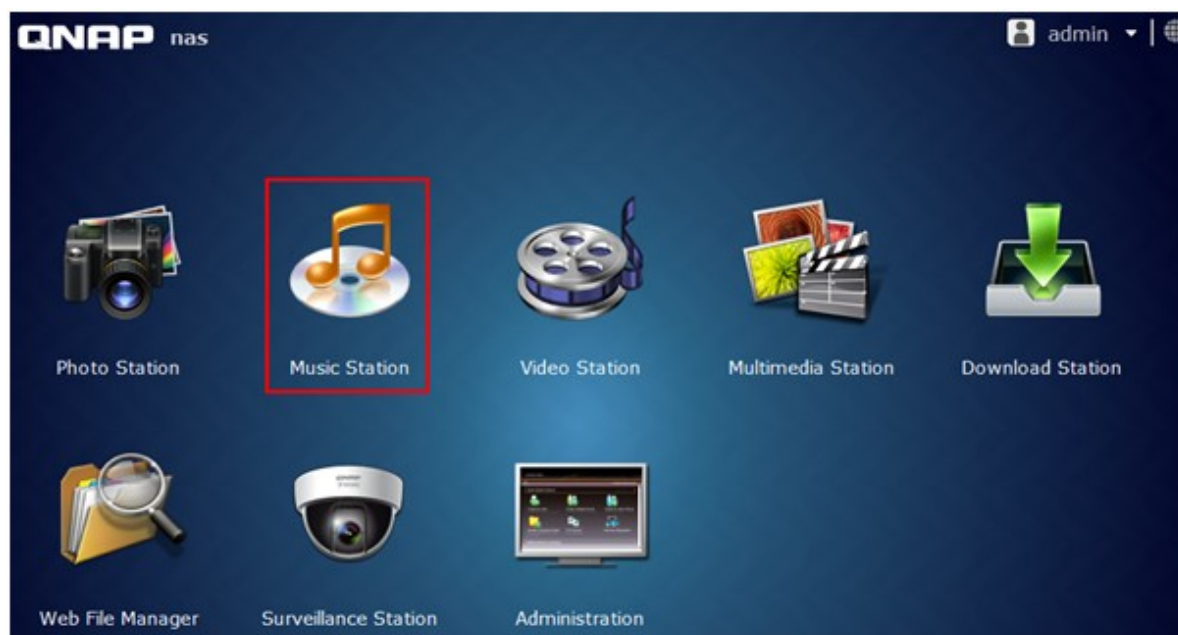 QNAP nas
admin
Photo Station
Music Station
Video Station
Multimedia Station
Download Station
Web File Manager
Surveillance Station
Administration